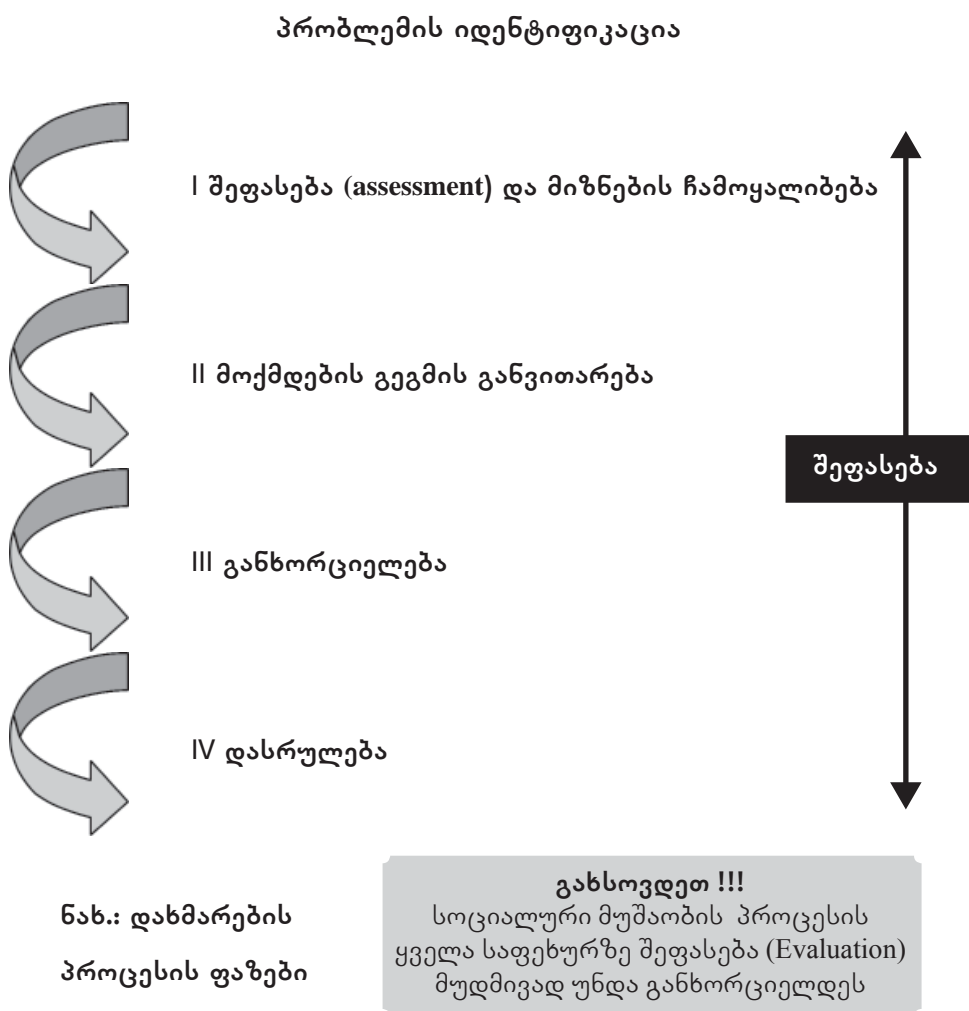 პრობლემის იდენტიფიკაცია
I შეფასება (assessment) და მიზნების ჩამოყალიბება
II მოქმდების გეგმის განვითარება
შეფასება
III განხორციელება
IV დასრულება
ნახ.: დახმარების
პროცესის ფაზები
გახსოვდეთ !!!
სოციალური მუშაობის პროცესის
ყველა საფეხურზე შეფასება (Evaluation)
მუდმივად უნდა განხორციელდეს